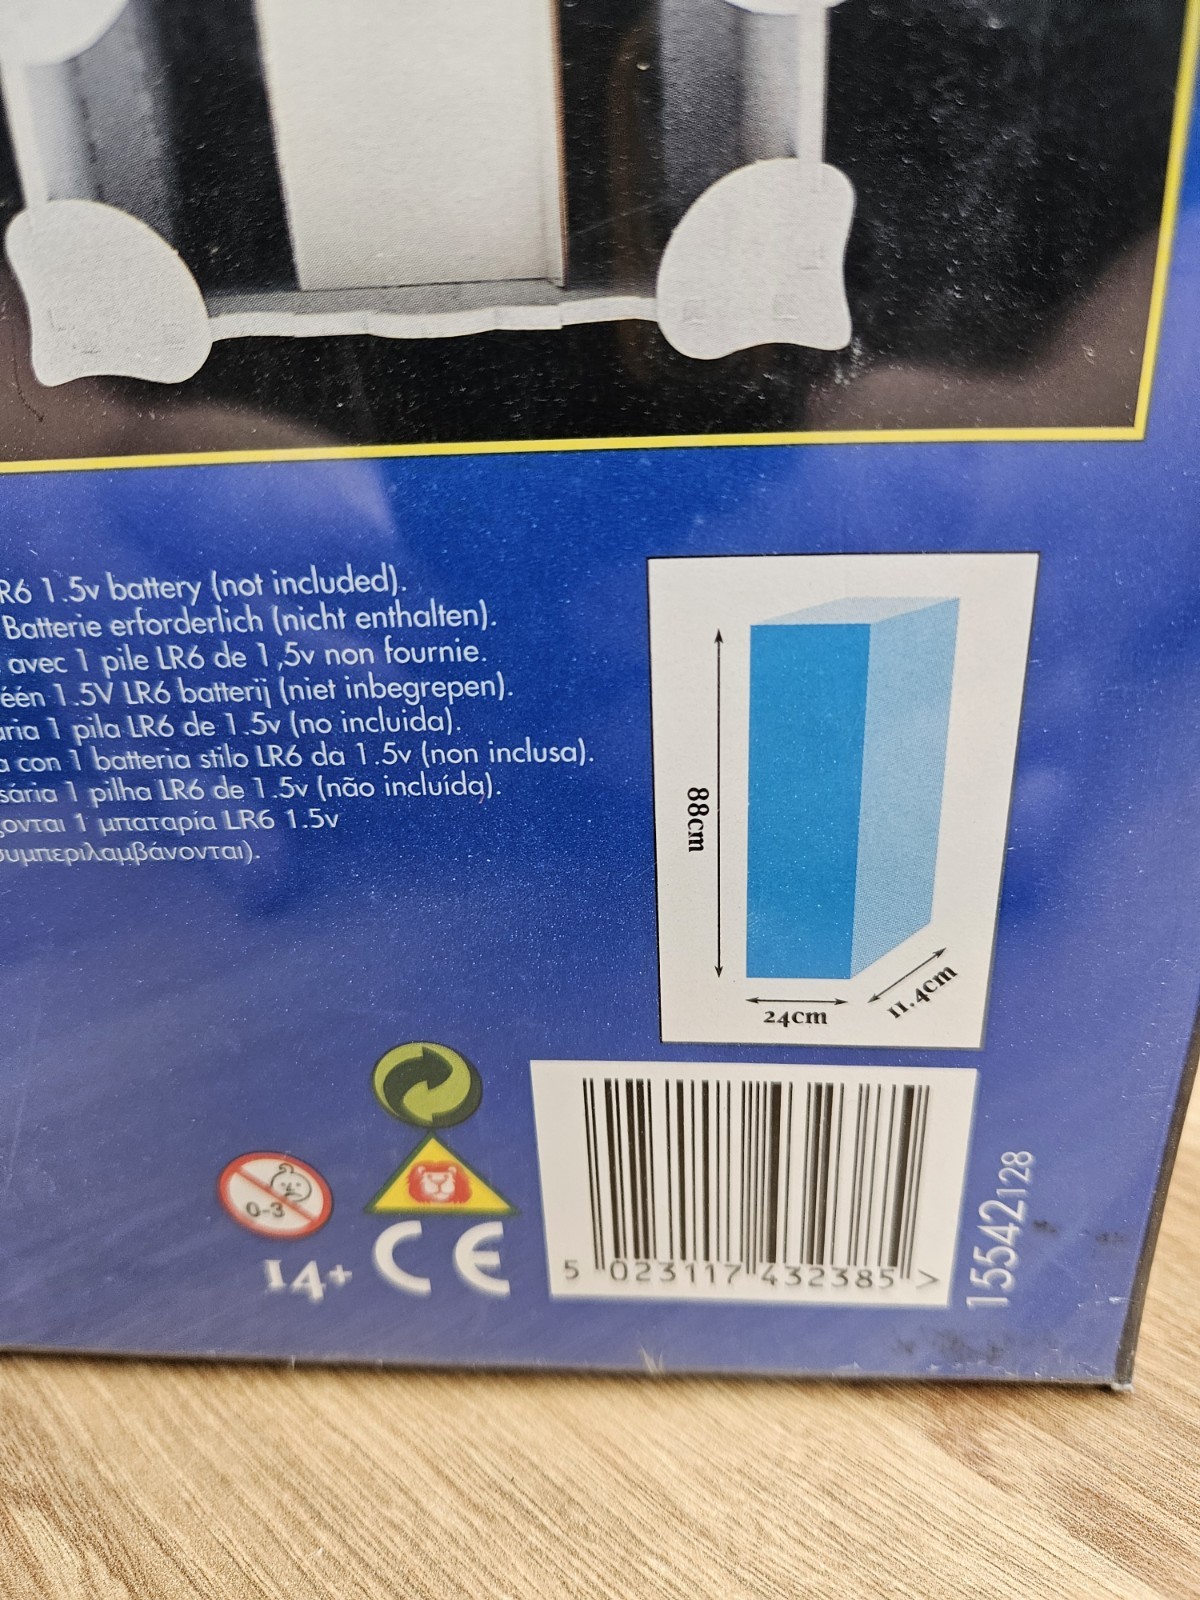 R6 1.5v battery (not included).
Batterie erforderlich (nicht enthalten).
avec 1 pile LR6 de 1,5v non fournie.
één 1.5V LR6 batterij (niet inbegrepen).
aria 1 pila LR6 de 1.5v (no incluida).
a con 1 batteria stilo LR6 da 1.5v (non inclusa).
sária 1 pilha LR6 de 1.5v (não incluída).
ζονται 1 μπαταρία LR6 1.5v
συμπεριλαμβάνονται).
88cm
24cm
11.4cm
0-3
14+ CE
5 023117 432385 >
15542128